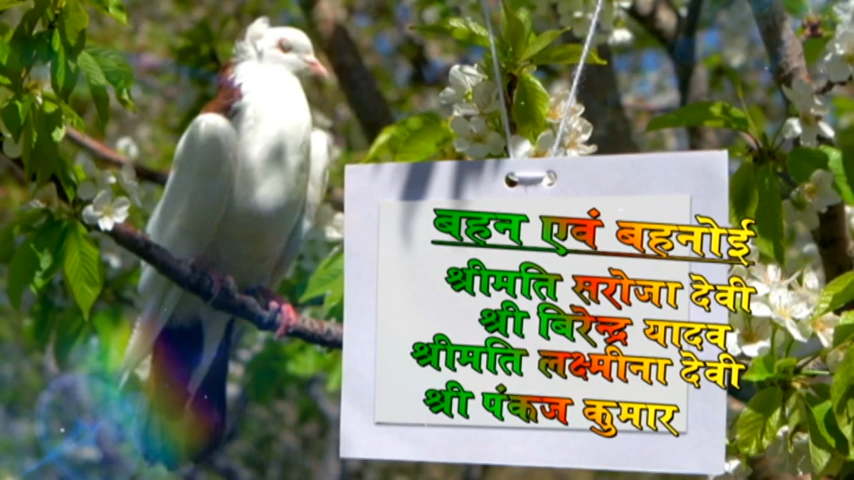 बहन एवं बहनोई
श्रीमति सरोजा देवी
श्री बिरेन्द्र यादव
श्रीमति लक्ष्मीना देवी
श्री पंकज कुमार